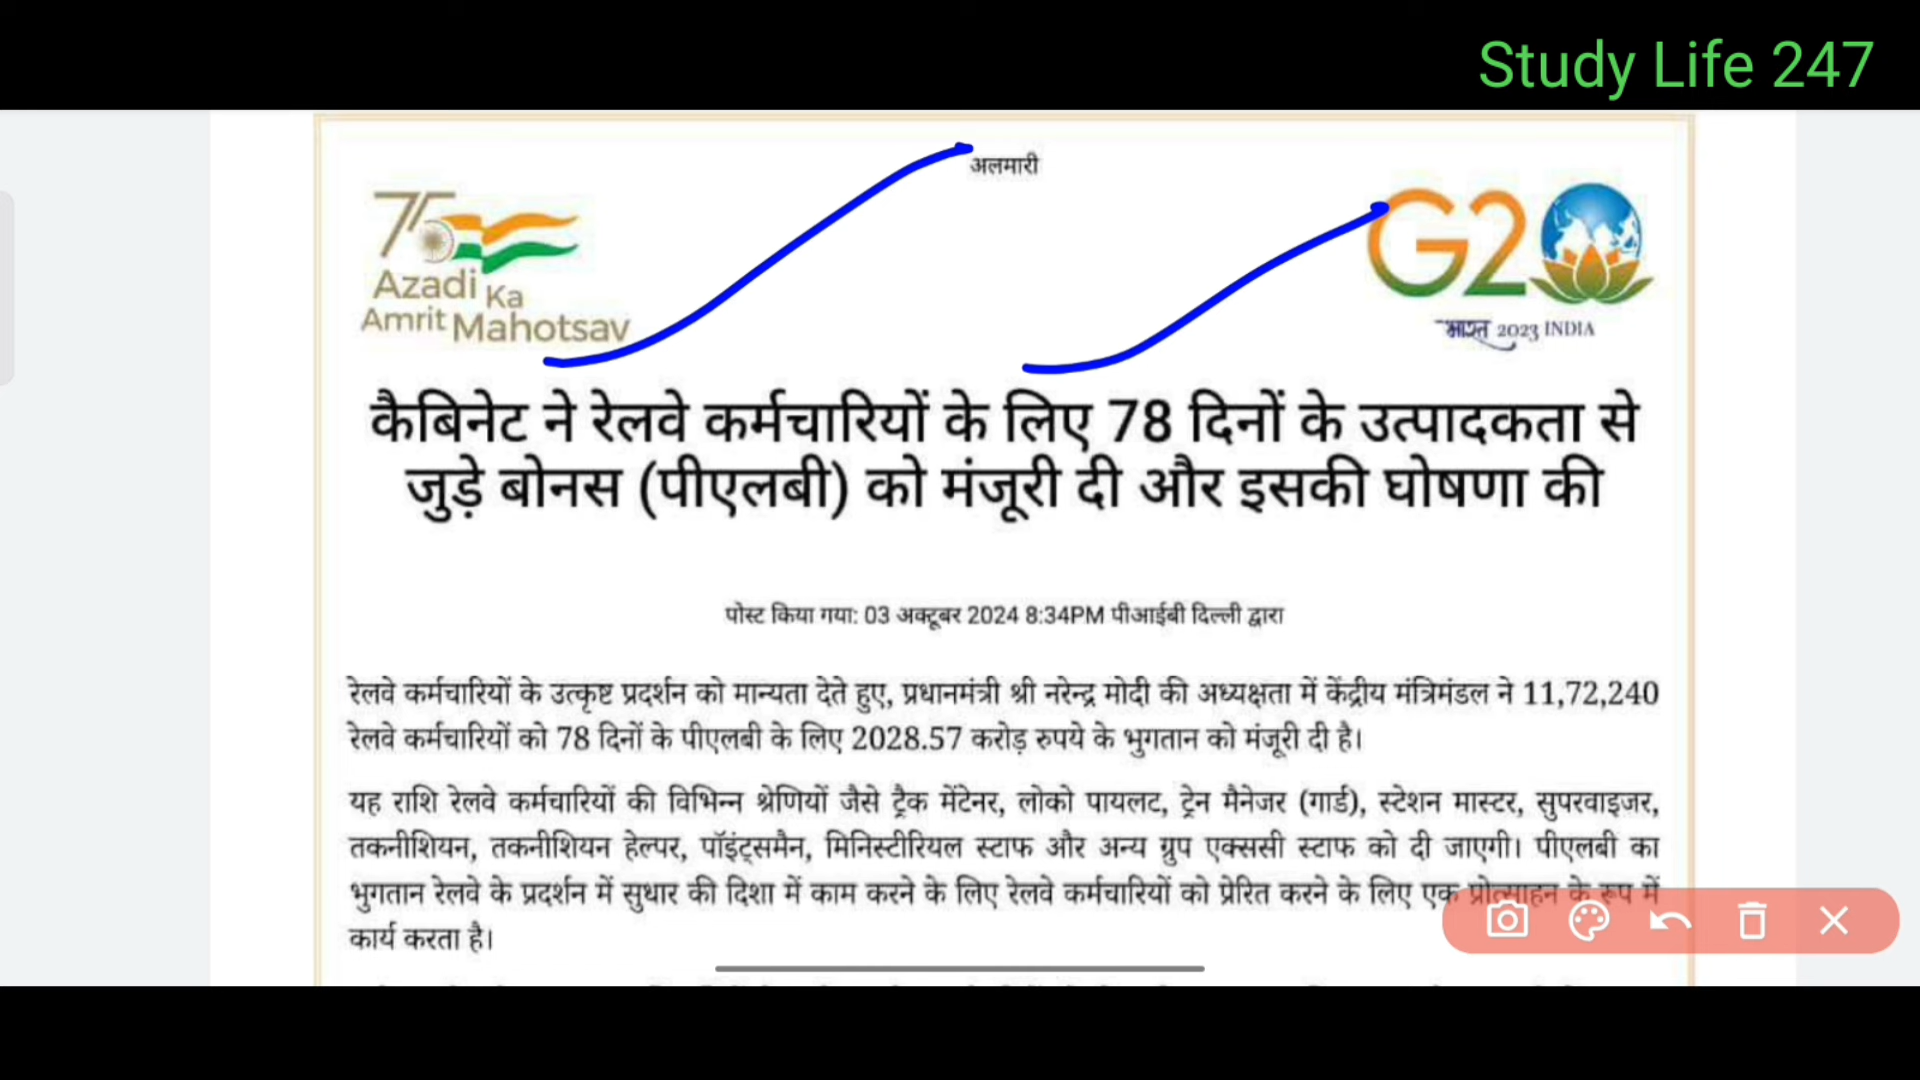 Study Life 247
अलमारी
75
Azadi Ka
Amrit Mahotsav
G20
भारत 2023 INDIA
कैबिनेट ने रेलवे कर्मचारियों के लिए 78 दिनों के उत्पादकता से
जुड़े बोनस (पीएलबी) को मंजूरी दी और इसकी घोषणा की
पोस्ट किया गया: 03 अक्टूबर 2024 8:34PM पीआईबी दिल्ली द्वारा
रेलवे कर्मचारियों के उत्कृष्ट प्रदर्शन को मान्यता देते हुए, प्रधानमंत्री श्री नरेन्द्र मोदी की अध्यक्षता में केंद्रीय मंत्रिमंडल ने 11,72,240
रेलवे कर्मचारियों को 78 दिनों के पीएलबी के लिए 2028.57 करोड़ रुपये के भुगतान को मंजूरी दी है।
यह राशि रेलवे कर्मचारियों की विभिन्न श्रेणियों जैसे ट्रैक मेंटेनर, लोको पायलट, ट्रेन मैनेजर (गार्ड), स्टेशन मास्टर, सुपरवाइजर,
तकनीशियन, तकनीशियन हेल्पर, पॉइंट्समैन, मिनिस्टीरियल स्टाफ और अन्य ग्रुप एक्ससी स्टाफ को दी जाएगी। पीएलबी का
भुगतान रेलवे के प्रदर्शन में सुधार की दिशा में काम करने के लिए रेलवे कर्मचारियों को प्रेरित करने के लिए एक प्रोत्साहन के रूप में
कार्य करता है।